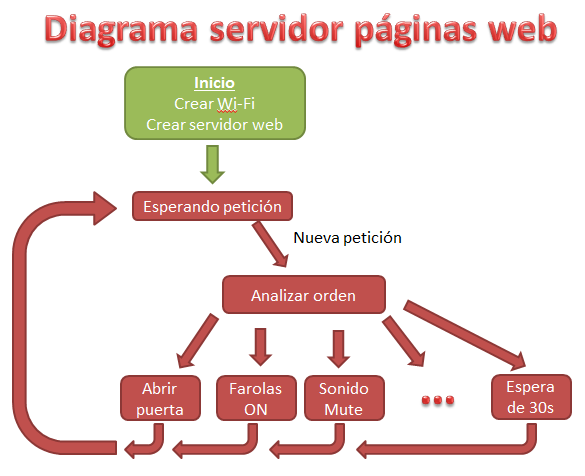 Diagrama servidor páginas web
Inicio
Crear Wi-Fi
Crear servidor web
Esperando petición
Nueva petición
Analizar orden
Abrir
puerta
Farolas
ON
Sonido
Mute
...
Espera
de 30s